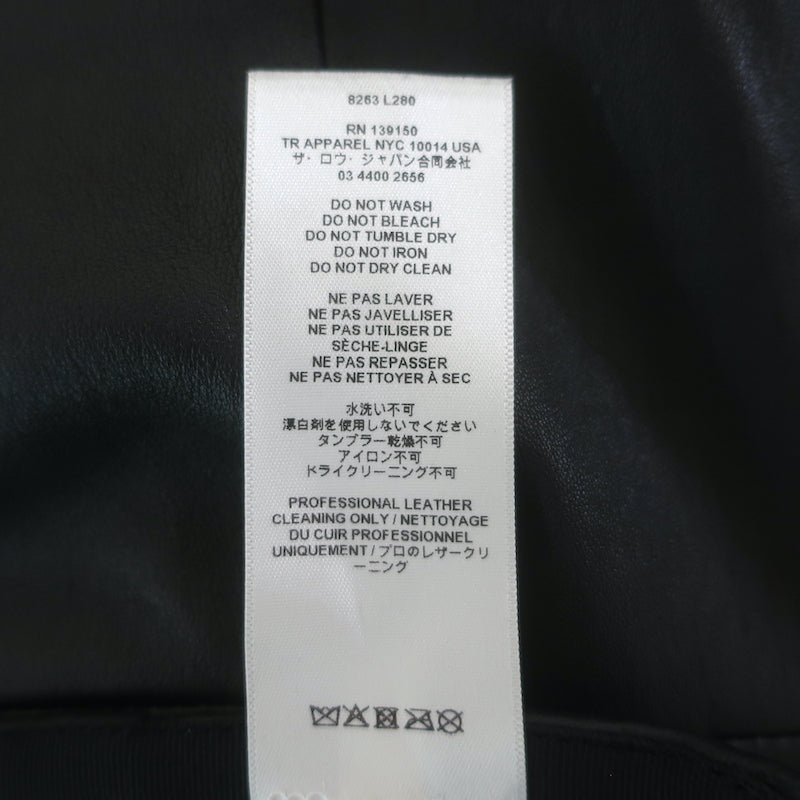 8263 L280
RN 139150
TR APPAREL NYC 10014 USA
ザ・ロウ・ジャパン合同会社
03 4400 2656
DO NOT WASH
DO NOT BLEACH
DO NOT TUMBLE DRY
DO NOT IRON
DO NOT DRY CLEAN
NE PAS LAVER
NE PAS JAVELLISER
NE PAS UTILISER DE
SÈCHE-LINGE
NE PAS REPASSER
NE PAS NETTOYER À SEC
水洗い不可
漂白剤を使用しないでください
タンブラー乾燥不可
アイロン不可
ドライクリーニング不可
PROFESSIONAL LEATHER
CLEANING ONLY / NETTOYAGE
DU CUIR PROFESSIONNEL
UNIQUEMENT / プロのレザークリ
ーニング